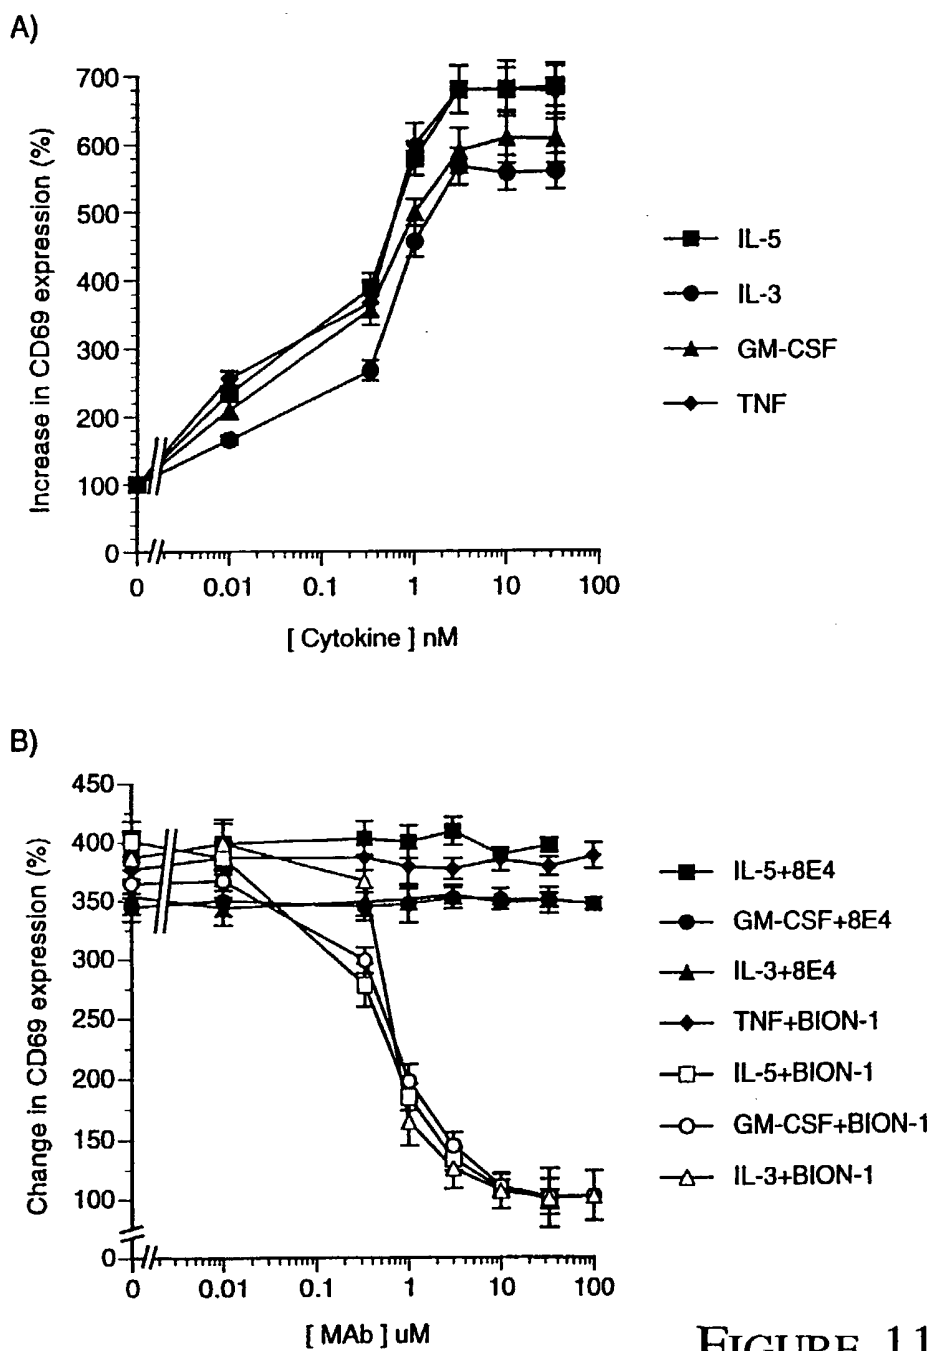 A)
700
600
500
400
300
200
100
0
Increase in CD69 expression (%)
0 0.01 0.1 1 10 100
[ Cytokine ] nM
IL-5
IL-3
GM-CSF
TNF
B)
450
400
350
300
250
200
150
100
0
Change in CD69 expression (%)
0 0.01 0.1 1 10 100
[ MAb ] uM
IL-5+8E4
GM-CSF+8E4
IL-3+8E4
TNF+BION-1
IL-5+BION-1
GM-CSF+BION-1
IL-3+BION-1
FIGURE 11